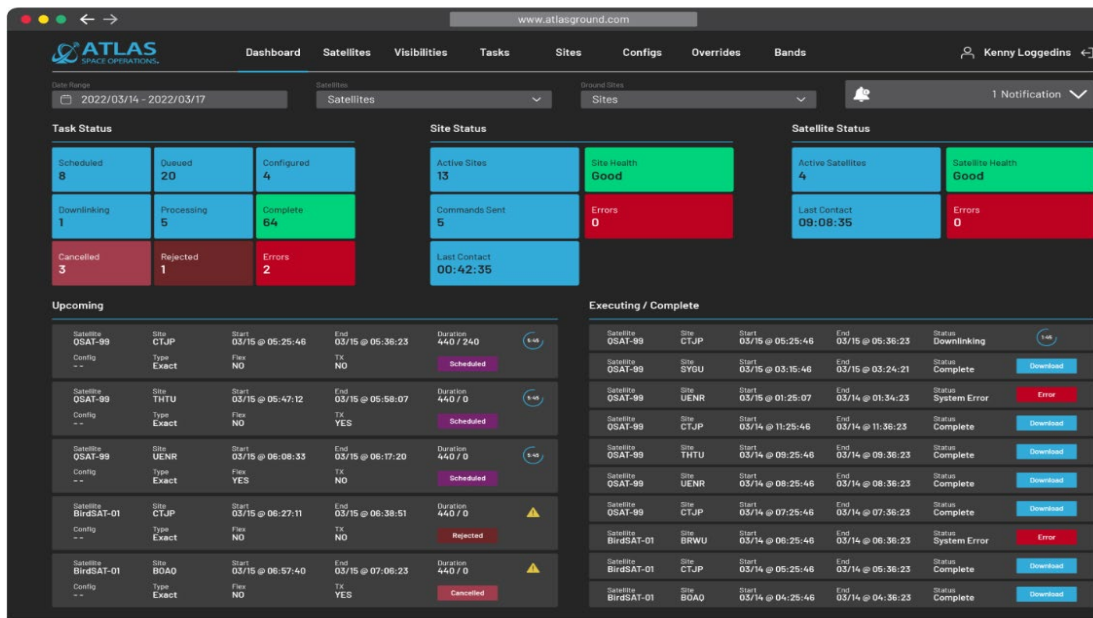 www.atlasground.com
ATLAS
SPACE OPERATIONS.
Dashboard Satellites Visibilities Tasks Sites Configs Overrides Bands Kenny Loggedins
Date Range Satellites Ground Sites
2022/03/14 - 2022/03/17 Satellites Sites 1 Notification
Task Status Site Status Satellite Status
Scheduled Queued Configured Active Sites Site Health Active Satellites Satellite Health
8 20 4 13 Good 4 Good
Downlinking Processing Complete Commands Sent Errors Last Contact Errors
1 5 64 5 0 09:08:35 0
Cancelled Rejected Errors Last Contact
3 1 2 00:42:35
Upcoming
Satellite Site Start End Duration
QSAT-99 CTJP 03/15 @ 05:25:46 03/15 @ 05:36:23 440 / 240
Config Type Flex TX
-- Exact NO NO Scheduled
Satellite Site Start End Duration
QSAT-99 THTU 03/15 @ 05:47:12 03/15 @ 05:58:07 440 / 0
Config Type Flex TX
-- Exact NO YES Scheduled
Satellite Site Start End Duration
QSAT-99 UENR 03/15 @ 06:08:33 03/15 @ 06:17:20 440 / 0
Config Type Flex TX
-- Exact YES NO Scheduled
Satellite Site Start End Duration
BirdSAT-01 CTJP 03/15 @ 06:27:11 03/15 @ 06:38:51 440 / 0
Config Type Flex TX
-- Exact NO NO Rejected
Satellite Site Start End Duration
BirdSAT-01 BOAQ 03/15 @ 06:57:40 03/15 @ 07:06:23 440 / 0
Config Type Flex TX
-- Exact NO YES Cancelled
Executing / Complete
Satellite Site Start End Status
QSAT-99 CTJP 03/15 @ 05:25:46 03/15 @ 05:36:23 Downlinking
Satellite Site Start End Status
QSAT-99 SYGU 03/15 @ 03:15:46 03/15 @ 03:24:21 Complete Download
Satellite Site Start End Status
QSAT-99 UENR 03/15 @ 01:25:07 03/14 @ 01:34:23 System Error Error
Satellite Site Start End Status
QSAT-99 CTJP 03/14 @ 11:25:46 03/14 @ 11:36:23 Complete Download
Satellite Site Start End Status
QSAT-99 THTU 03/14 @ 09:25:46 03/14 @ 09:36:23 Complete Download
Satellite Site Start End Status
QSAT-99 UENR 03/14 @ 08:25:46 03/14 @ 08:36:23 Complete Download
Satellite Site Start End Status
QSAT-99 CTJP 03/14 @ 07:25:46 03/14 @ 07:36:23 Complete Download
Satellite Site Start End Status
BirdSAT-01 BRWU 03/14 @ 06:25:46 03/14 @ 06:36:23 System Error Error
Satellite Site Start End Status
BirdSAT-01 CTJP 03/14 @ 05:25:46 03/14 @ 05:36:23 Complete Download
Satellite Site Start End Status
BirdSAT-01 BOAQ 03/14 @ 04:25:46 03/14 @ 04:36:23 Complete Download